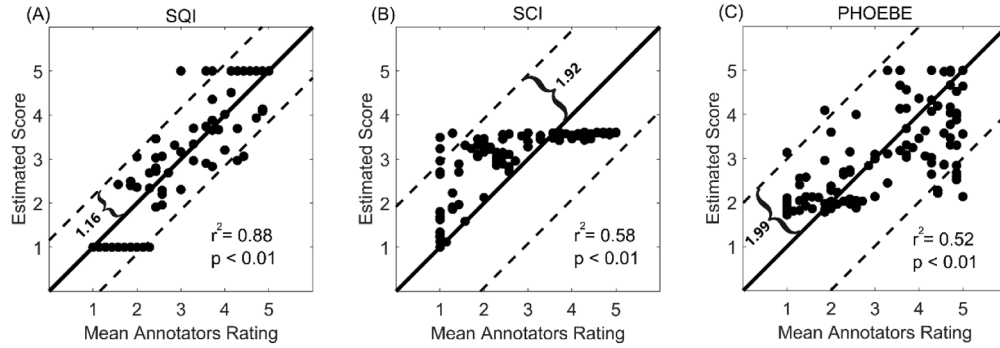 (A) SQI
Estimated Score
5
4
3
2
1
1.16
r²= 0.88
p < 0.01
1 2 3 4 5
Mean Annotators Rating
(B) SCI
Estimated Score
5
4
3
2
1
1.92
r²= 0.58
p < 0.01
1 2 3 4 5
Mean Annotators Rating
(C) PHOEBE
Estimated Score
5
4
3
2
1
1.99
r²= 0.52
p < 0.01
1 2 3 4 5
Mean Annotators Rating